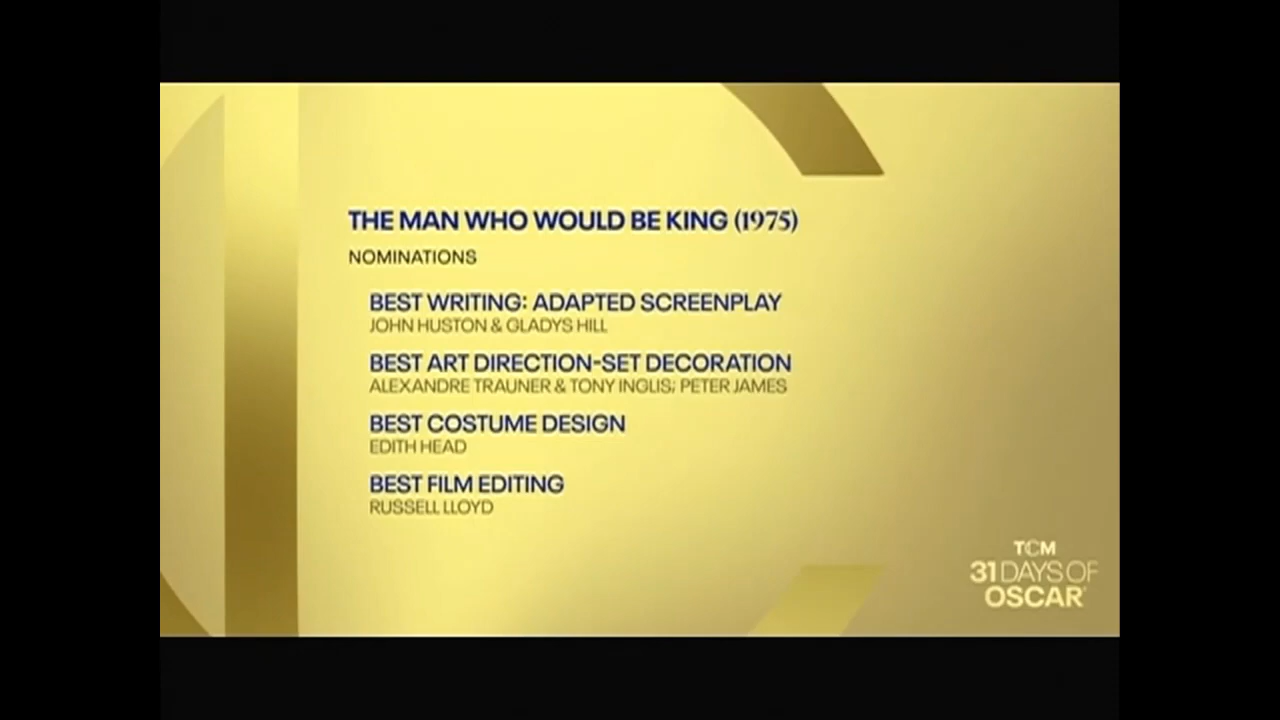 THE MAN WHO WOULD BE KING (1975)
NOMINATIONS
BEST WRITING: ADAPTED SCREENPLAY
JOHN HUSTON & GLADYS HILL
BEST ART DIRECTION-SET DECORATION
ALEXANDRE TRAUNER & TONY INGLIS; PETER JAMES
BEST COSTUME DESIGN
EDITH HEAD
BEST FILM EDITING
RUSSELL LLOYD
TCM
31 DAYS OF
OSCAR